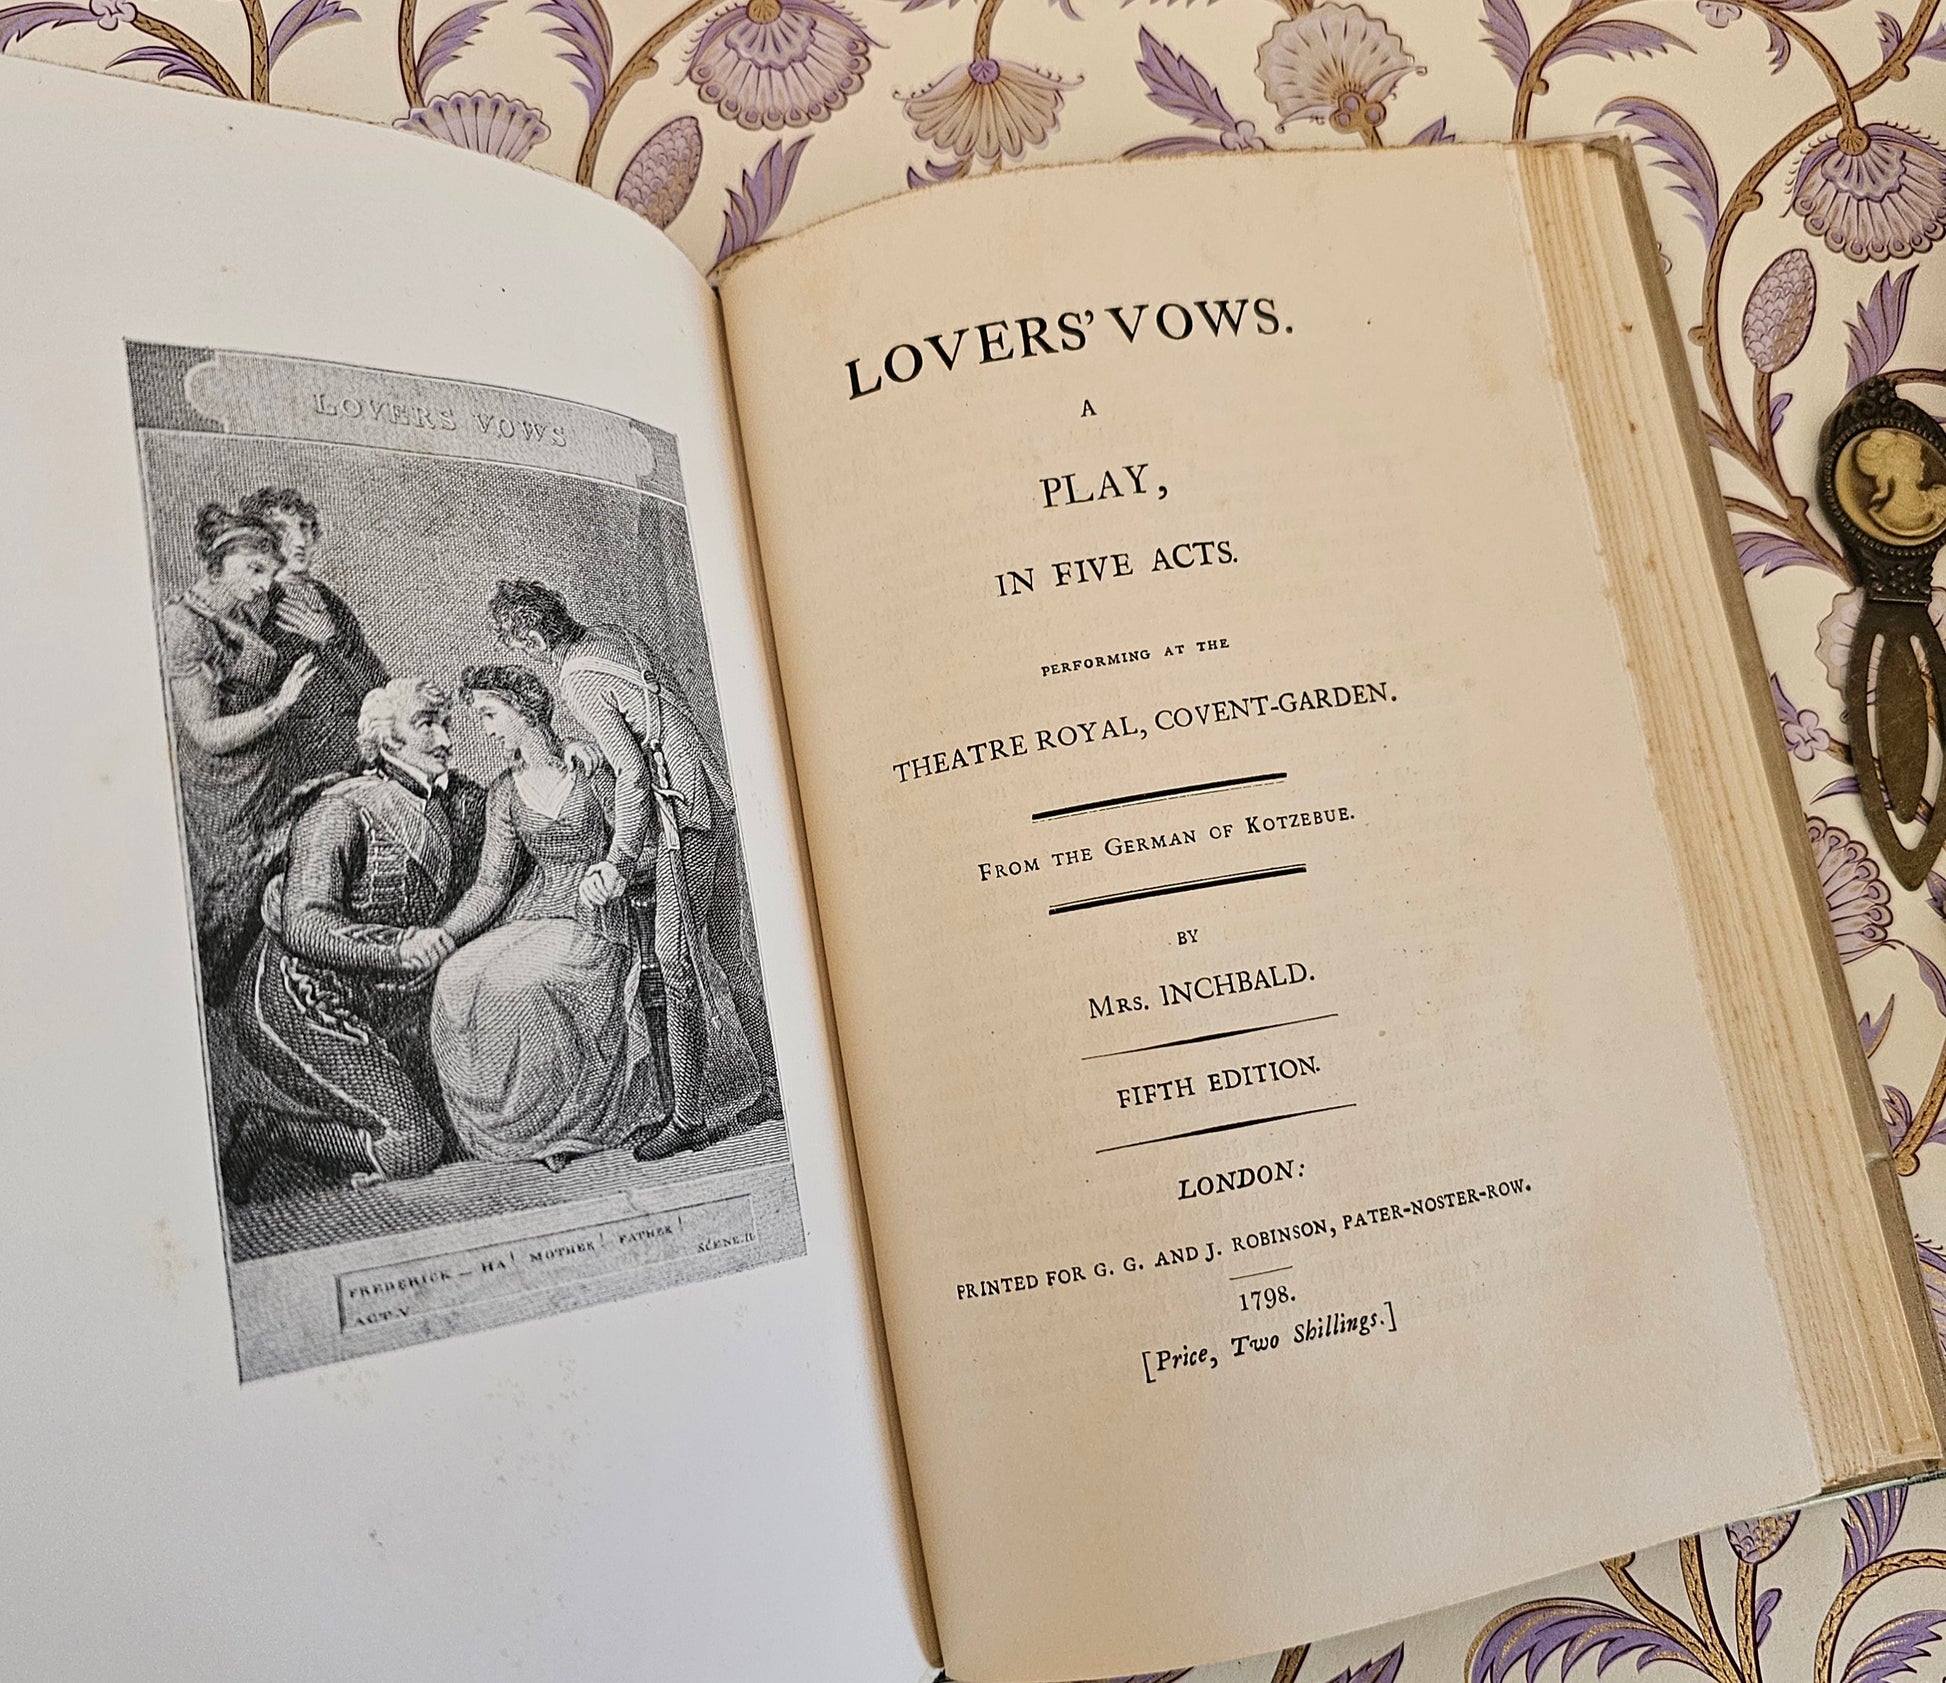 LOVERS VOWS
FREDERICK — HA! MOTHER! FATHER!
ACT.V SCENE.II
LOVERS' VOWS.
A
PLAY,
IN FIVE ACTS.
PERFORMING AT THE
THEATRE ROYAL, COVENT-GARDEN.
FROM THE GERMAN OF KOTZEBUE.
BY
MRS. INCHBALD.
FIFTH EDITION.
LONDON:
PRINTED FOR G. G. AND J. ROBINSON, PATER-NOSTER-ROW.
1798.
[Price, Two Shillings.]